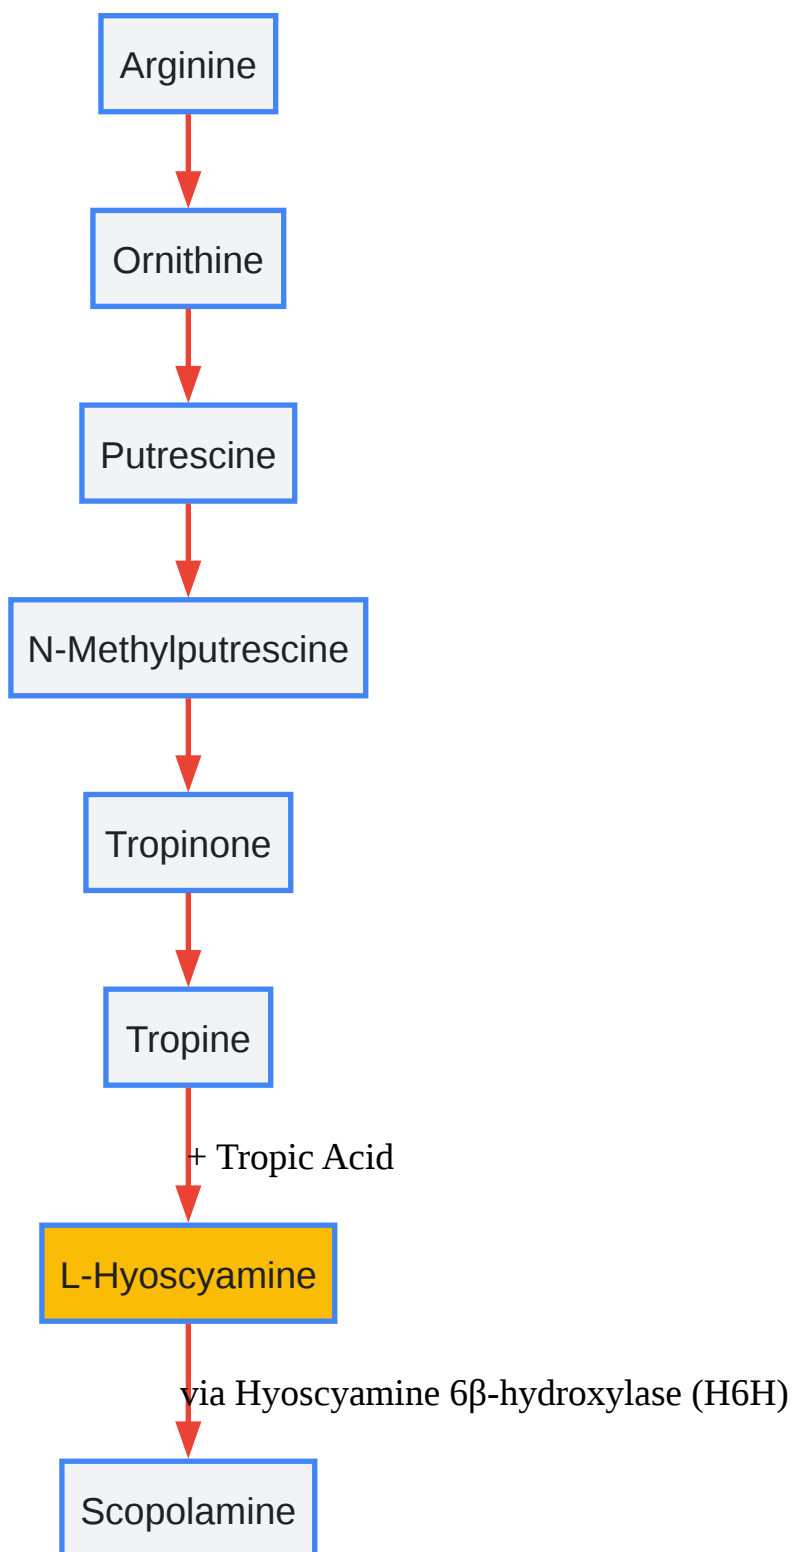 Arginine
Ornithine
Putrescine
N-Methylputrescine
Tropinone
Tropine
+ Tropic Acid
L-Hyoscyamine
via Hyoscyamine 6β-hydroxylase (H6H)
Scopolamine